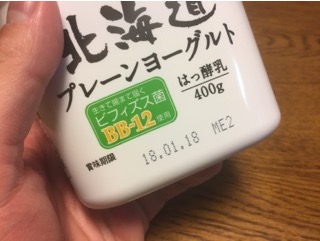 北海道
プレーンヨーグルト
はっ酵乳
400g
生きて腸まで届く
ビフィズス菌
BB-12使用
賞味期限
18.01.18 ME2